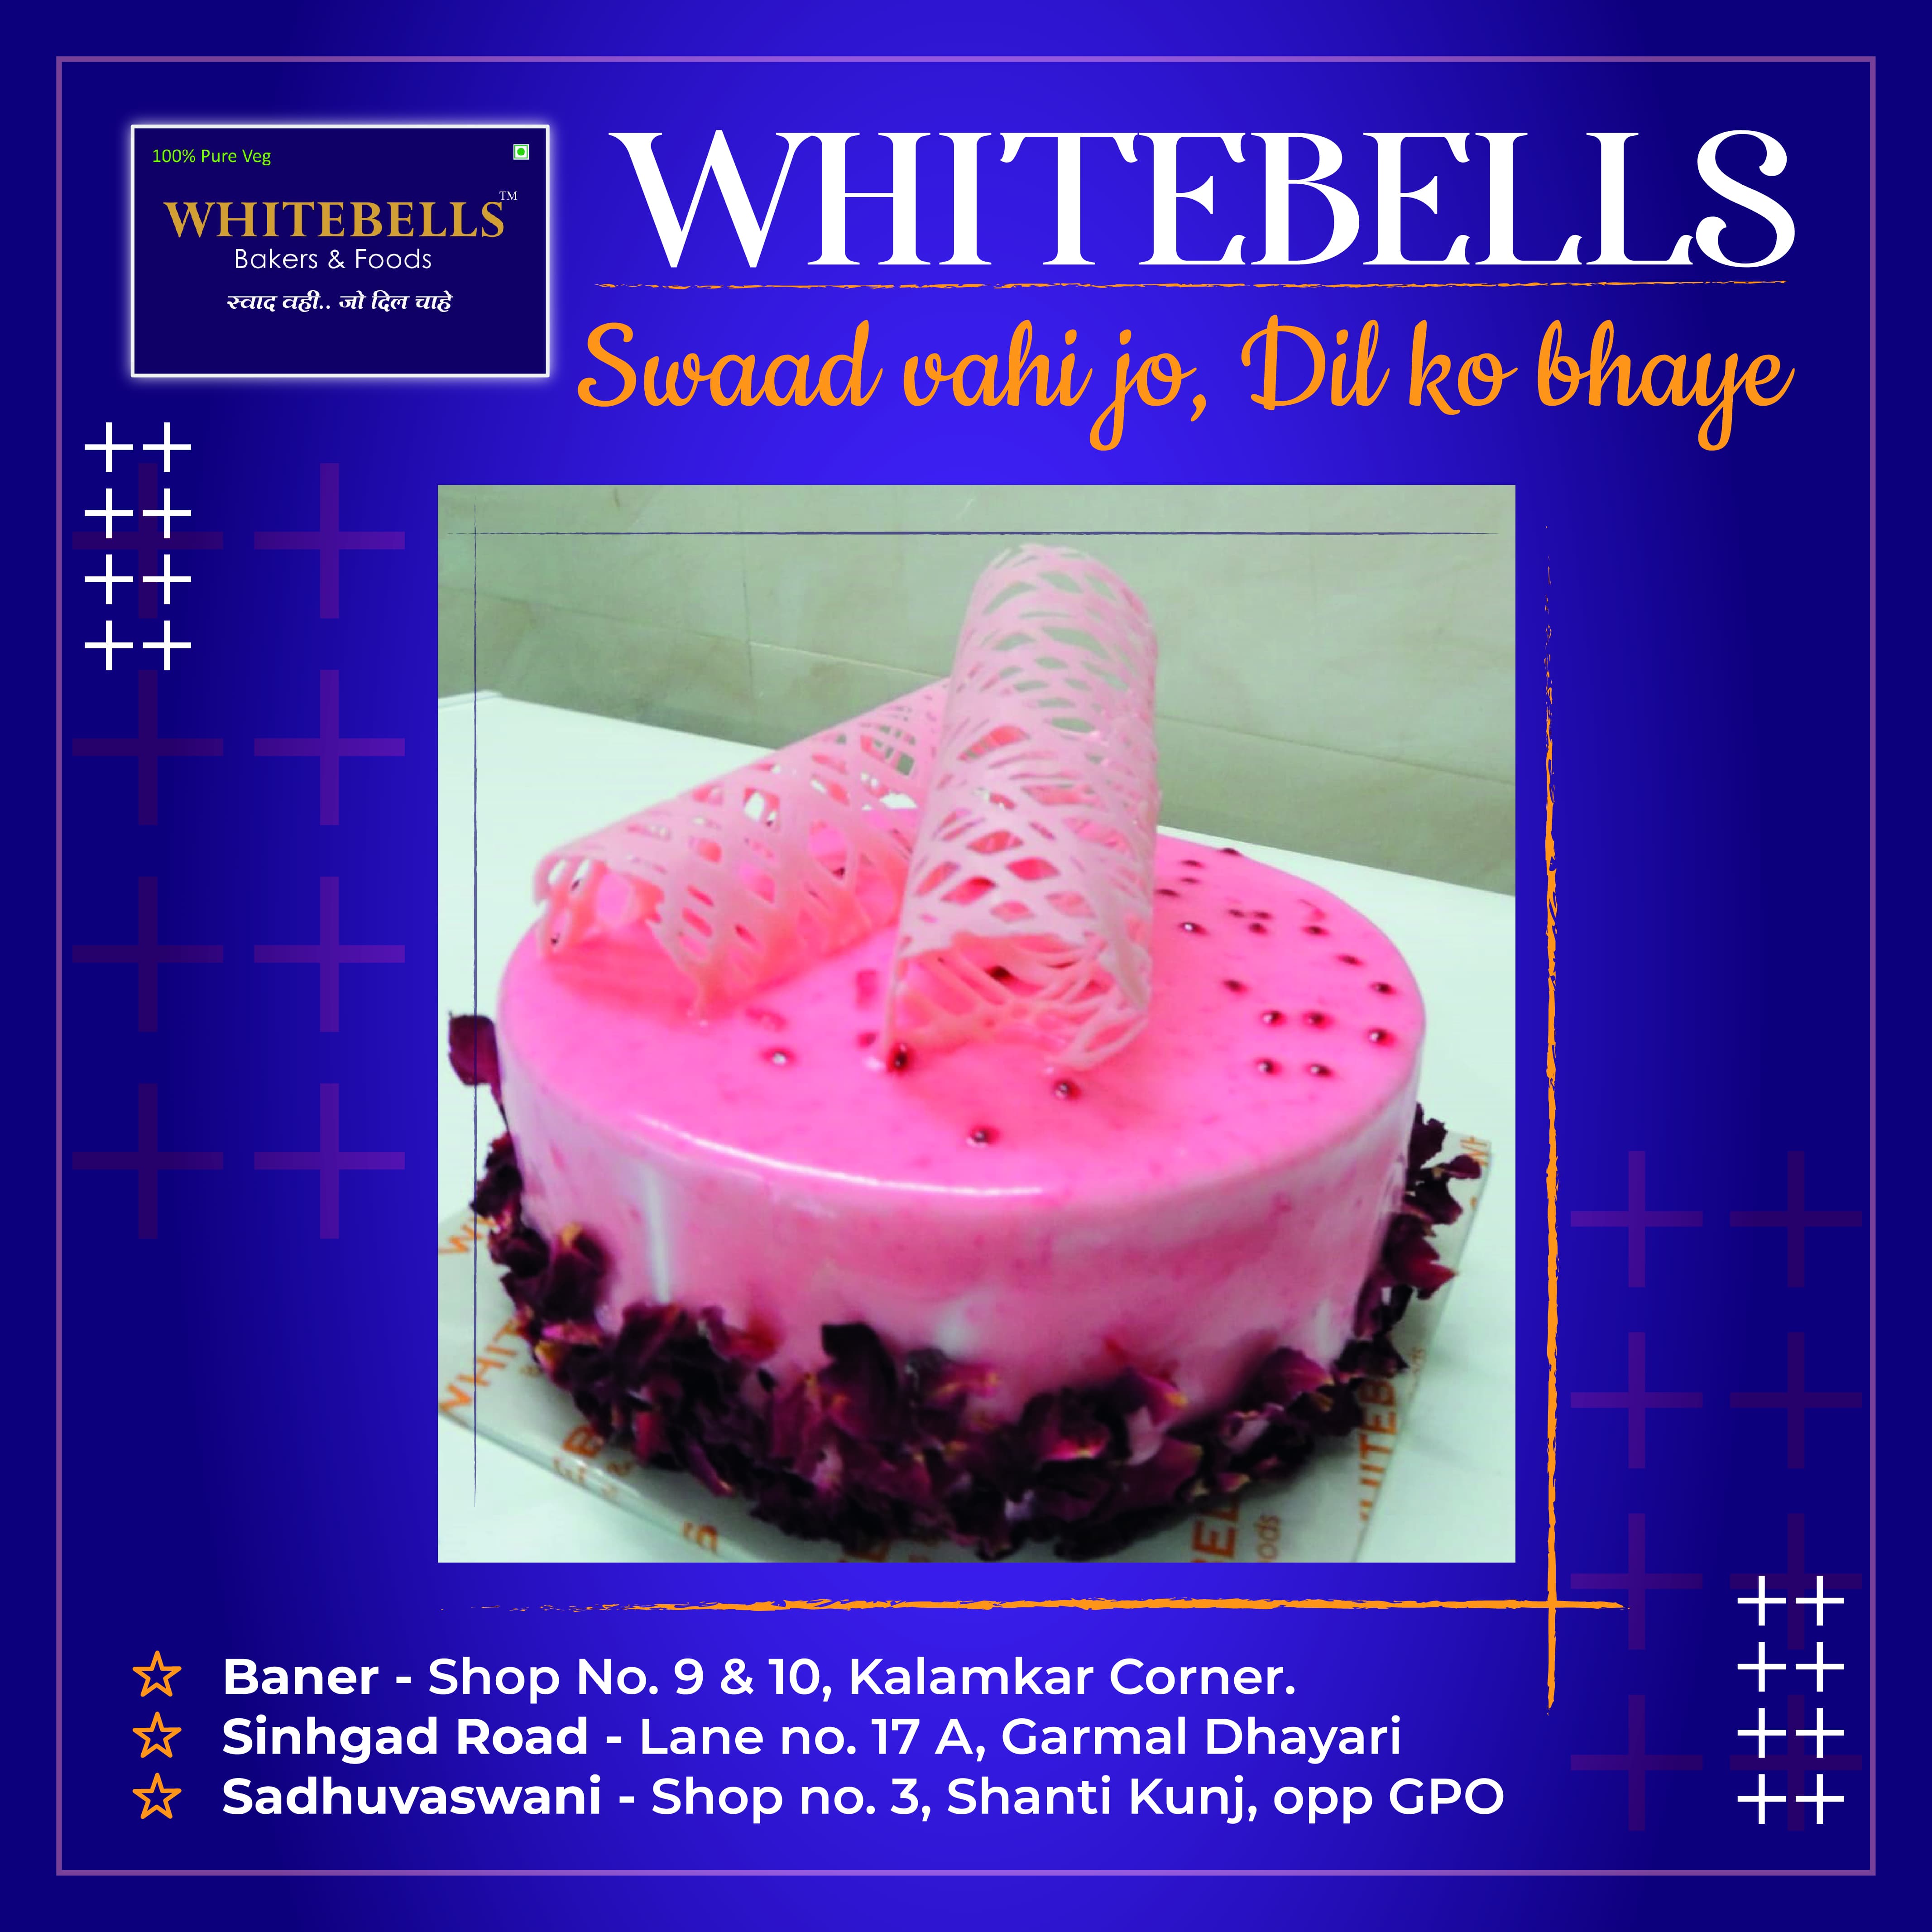 100% Pure Veg
WHITEBELLS™
Bakers & Foods
स्वाद वही.. जो दिल चाहे
WHITEBELLS
Swaad vahi jo, Dil ko bhaye
Baner - Shop No. 9 & 10, Kalamkar Corner.
Sinhgad Road - Lane no. 17 A, Garmal Dhayari
Sadhuvaswani - Shop no. 3, Shanti Kunj, opp GPO